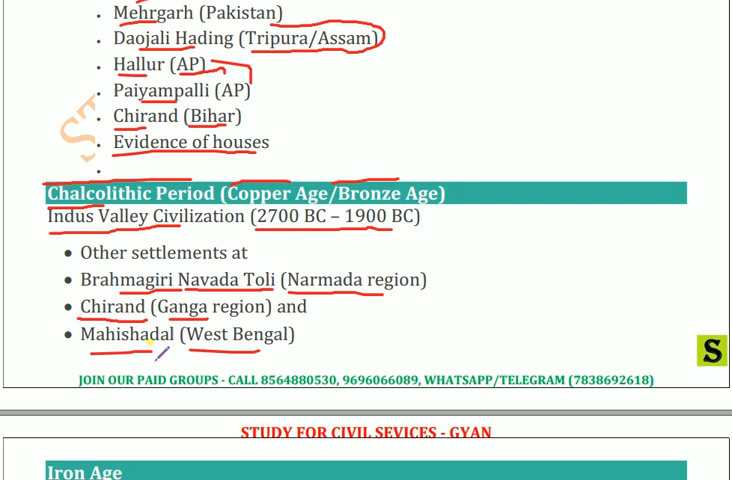 • Mehrgarh (Pakistan)
• Daojali Hading (Tripura/Assam)
• Hallur (AP)
• Paiyampalli (AP)
• Chirand (Bihar)
• Evidence of houses
•
ST
Chalcolithic Period (Copper Age/Bronze Age)
Indus Valley Civilization (2700 BC – 1900 BC)
• Other settlements at
• Brahmagiri Navada Toli (Narmada region)
• Chirand (Ganga region) and
• Mahishadal (West Bengal)
S
JOIN OUR PAID GROUPS - CALL 8564880530, 9696066089, WHATSAPP/TELEGRAM (7838692618)
STUDY FOR CIVIL SEVICES - GYAN
Iron Age